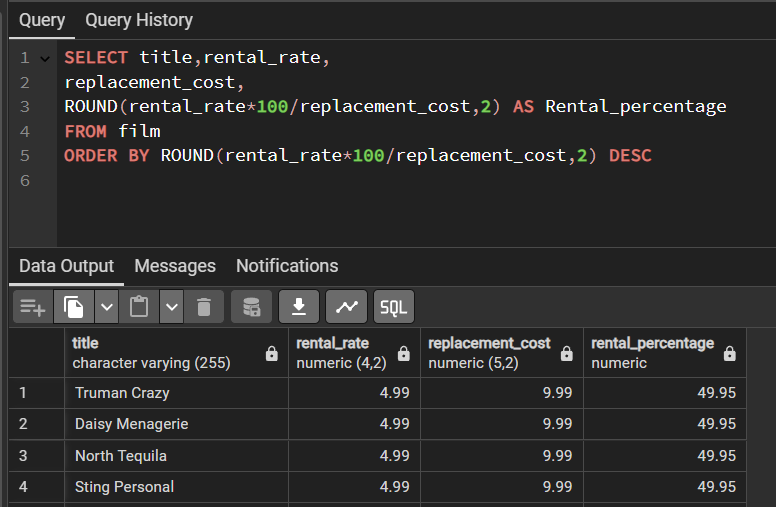 Query Query History
1 SELECT title,rental_rate,
2 replacement_cost,
3 ROUND(rental_rate*100/replacement_cost,2) AS Rental_percentage
4 FROM film
5 ORDER BY ROUND(rental_rate*100/replacement_cost,2) DESC
6
Data Output Messages Notifications
SQL
title rental_rate replacement_cost rental_percentage
character varying (255) numeric (4,2) numeric (5,2) numeric
1 Truman Crazy 4.99 9.99 49.95
2 Daisy Menagerie 4.99 9.99 49.95
3 North Tequila 4.99 9.99 49.95
4 Sting Personal 4.99 9.99 49.95